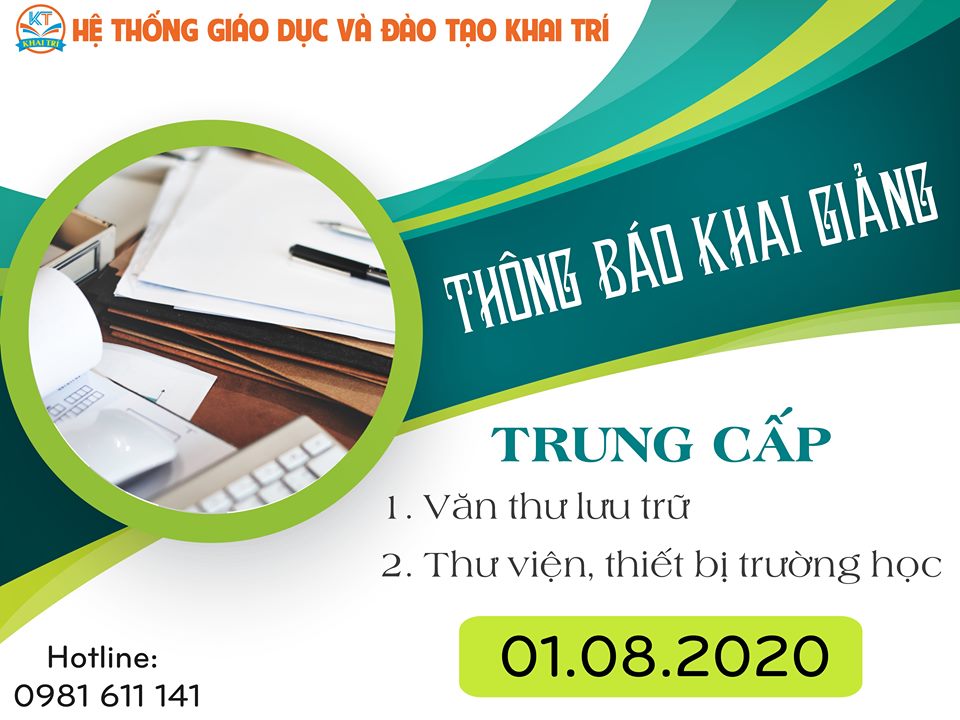 KT
KHAI TRÍ
HỆ THỐNG GIÁO DỤC VÀ ĐÀO TẠO KHAI TRÍ
THÔNG BÁO KHAI GIẢNG
TRUNG CẤP
1. Văn thư lưu trữ
2. Thư viện, thiết bị trường học
01.08.2020
Hotline:
0981 611 141